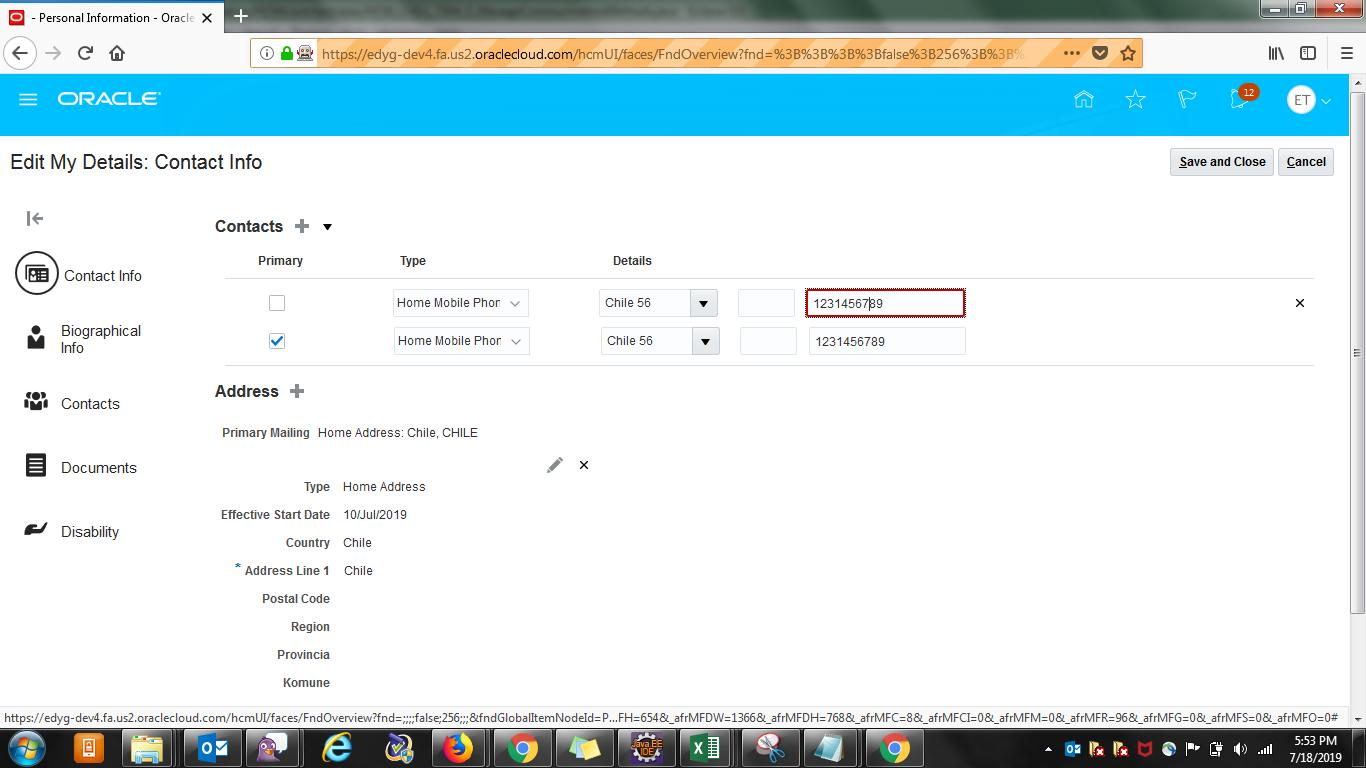 - Personal Information - Oracle
https://edyg-dev4.fa.us2.oraclecloud.com/hcmUI/faces/FndOverview?fnd=%3B%3B%3B%3Bfalse%3B256%3B%3B%
ORACLE
12
ET
Edit My Details: Contact Info
Save and Close
Cancel
Contact Info
Biographical
Info
Contacts
Documents
Disability
Contacts
Primary Type Details
Home Mobile Phon Chile 56 1231456789
Home Mobile Phon Chile 56 1231456789
Address
Primary Mailing Home Address: Chile, CHILE
Type Home Address
Effective Start Date 10/Jul/2019
Country Chile
* Address Line 1 Chile
Postal Code
Region
Provincia
Komune
https://edyg-dev4.fa.us2.oraclecloud.com/hcmUI/faces/FndOverview?fnd=;;;;false;256;;;&fndGlobalItemNodeId=P...FH=654&_afrMFDW=1366&_afrMFDH=768&_afrMFC=8&_afrMFCI=0&_afrMFM=0&_afrMFR=96&_afrMFG=0&_afrMFS=0&_afrMFO=0#
Java EE
IDE
5:53 PM
7/18/2019